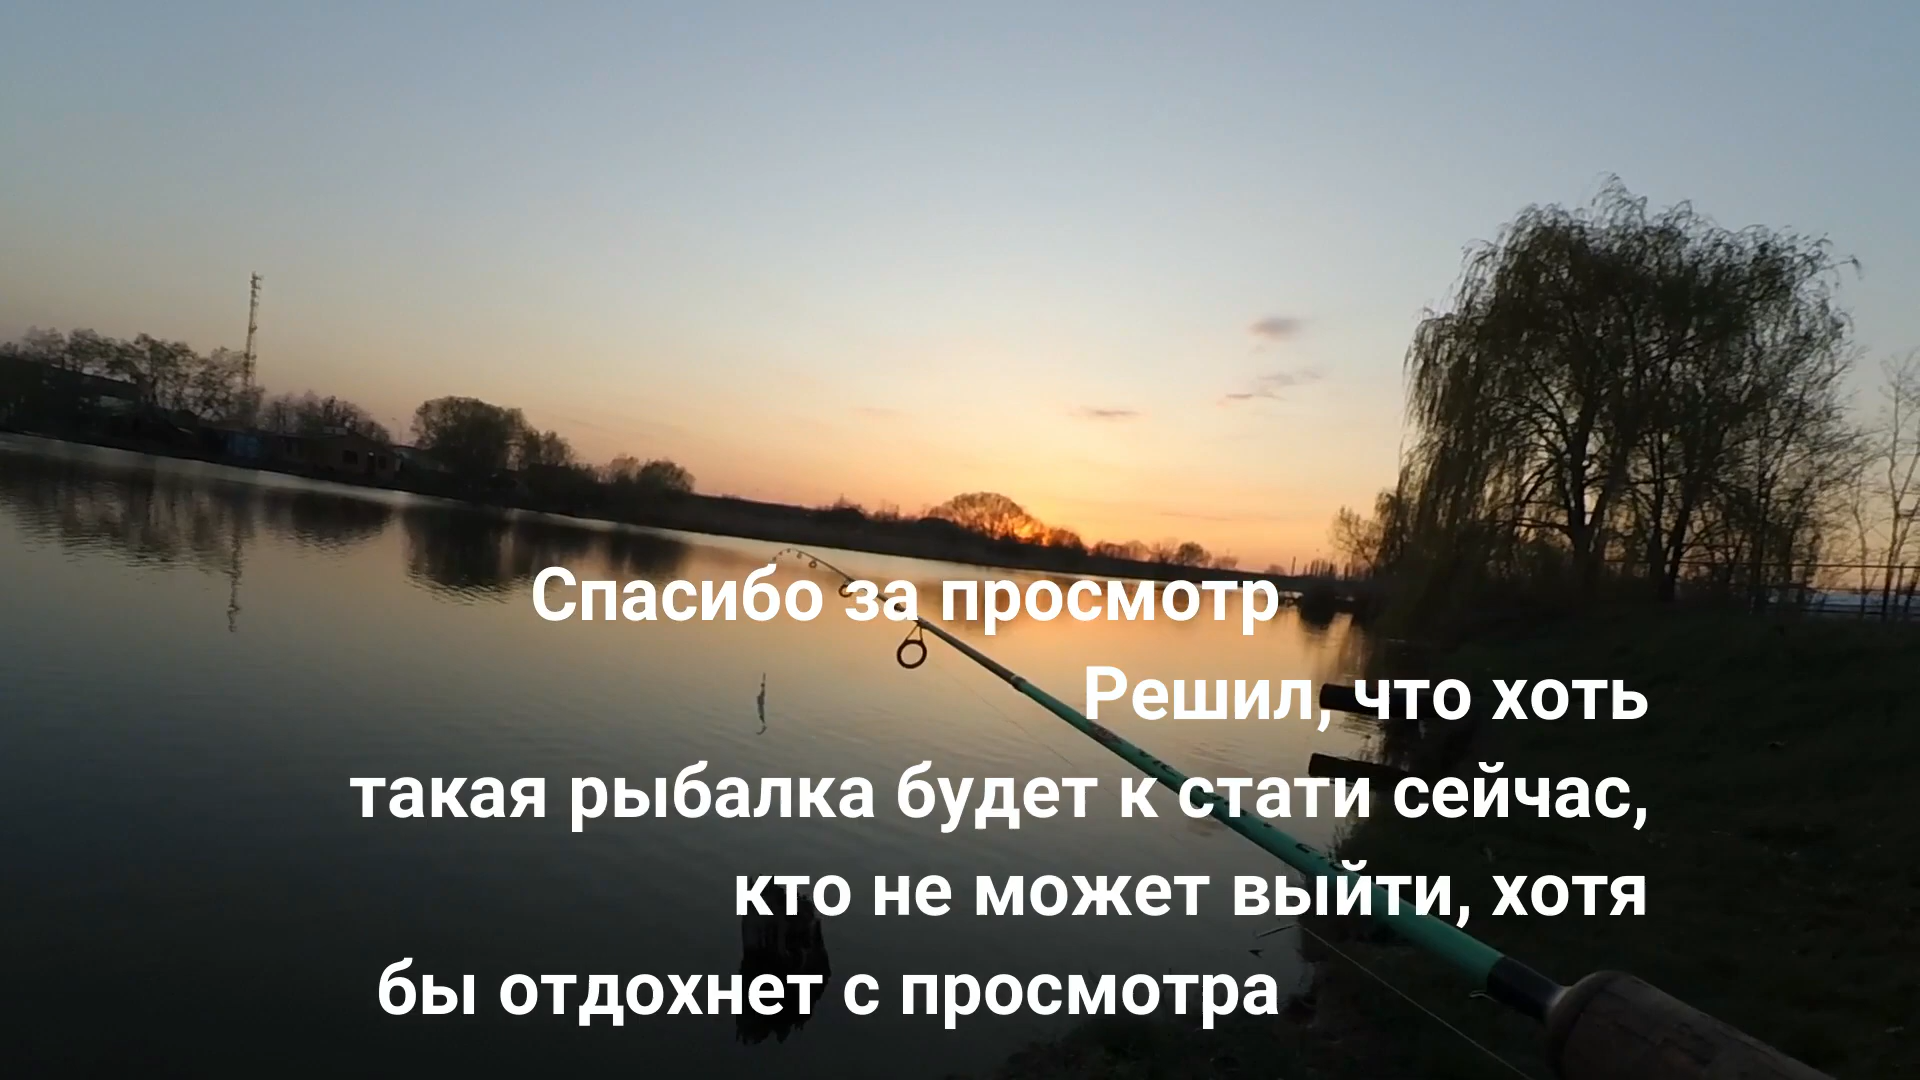 Спасибо за просмотр
Решил, что хоть
такая рыбалка будет к стати сейчас,
кто не может выйти, хотя
бы отдохнет с просмотра